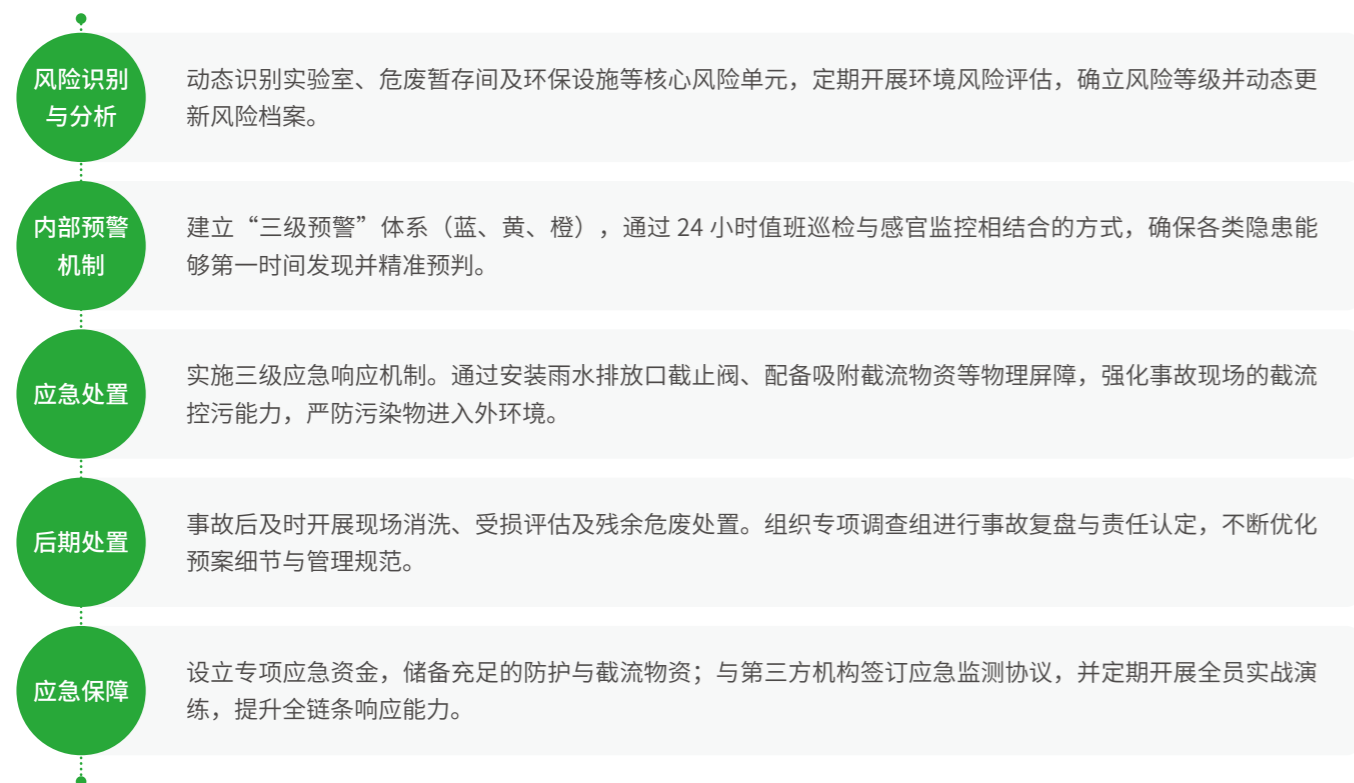 风险识别
与分析
动态识别实验室、危废暂存间及环保设施等核心风险单元，定期开展环境风险评估，确立风险等级并动态更
新风险档案。
内部预警
机制
建立“三级预警”体系（蓝、黄、橙），通过 24 小时值班巡检与感官监控相结合的方式，确保各类隐患能
够第一时间发现并精准预判。
应急处置
实施三级应急响应机制。通过安装雨水排放口截止阀、配备吸附截流物资等物理屏障，强化事故现场的截流
控污能力，严防污染物进入外环境。
后期处置
事故后及时开展现场消洗、受损评估及残余危废处置。组织专项调查组进行事故复盘与责任认定，不断优化
预案细节与管理规范。
应急保障
设立专项应急资金，储备充足的防护与截流物资；与第三方机构签订应急监测协议，并定期开展全员实战演
练，提升全链条响应能力。